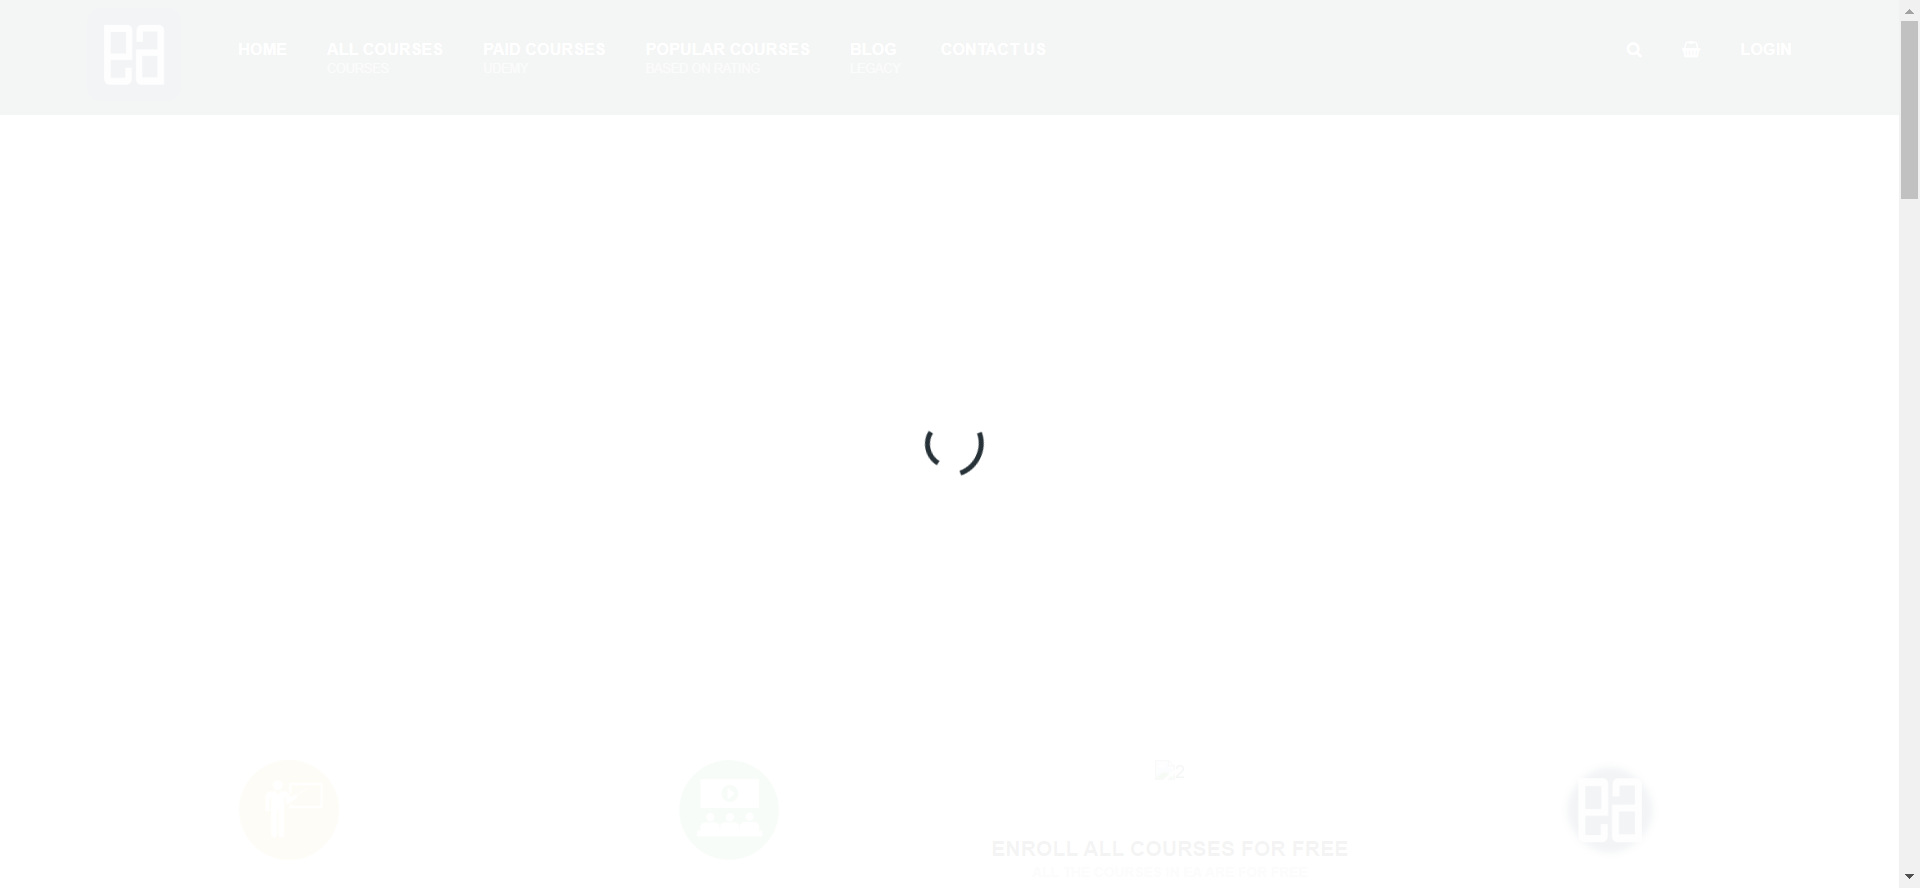 HOME
ALL COURSES
COURSES
PAID COURSES
UDEMY
POPULAR COURSES
BASED ON RATING
BLOG
LEGACY
CONTACT US
LOGIN
2
ENROLL ALL COURSES FOR FREE
ALL THE COURSES IN EA ARE FOR FREE